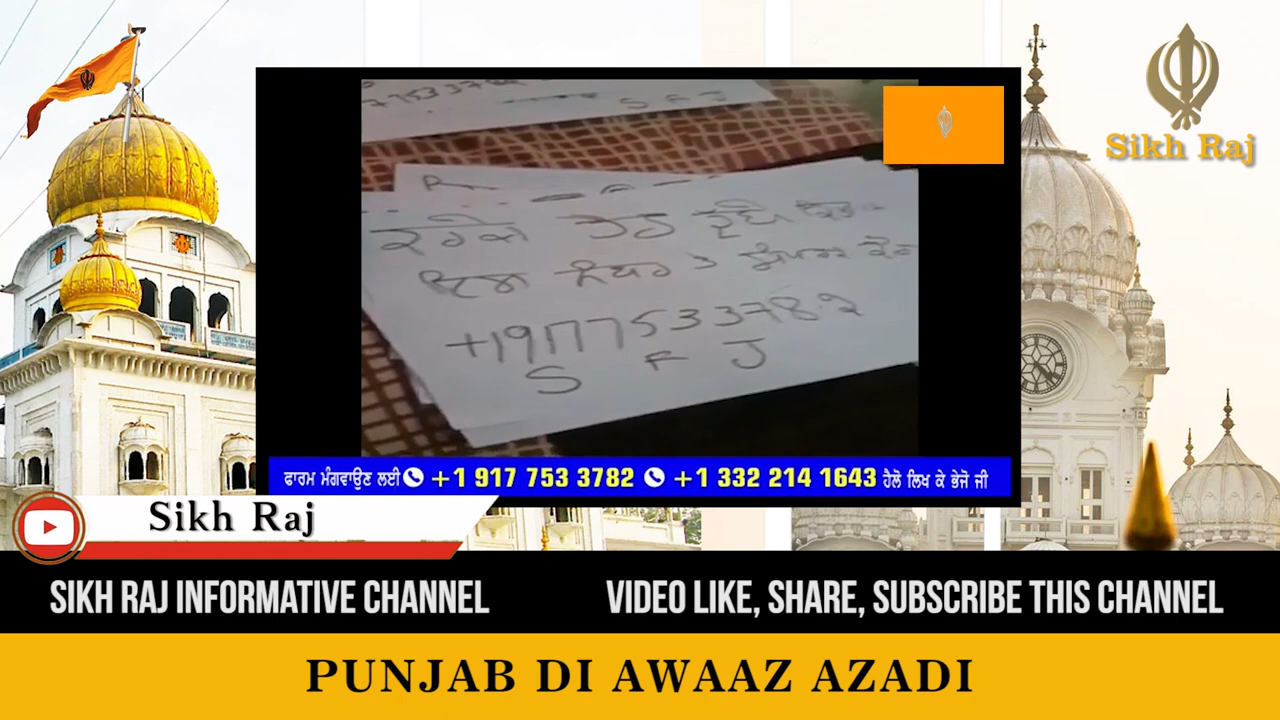 Sikh Raj
S F J
+19177533782
S F J
ਫਾਰਮ ਮੰਗਵਾਉਣ ਲਈ +1 917 753 3782 +1 332 214 1643 ਹੈਲੋ ਲਿਖ ਕੇ ਭੇਜੋ ਜੀ
Sikh Raj
SIKH RAJ INFORMATIVE CHANNEL VIDEO LIKE, SHARE, SUBSCRIBE THIS CHANNEL
PUNJAB DI AWAAZ AZADI